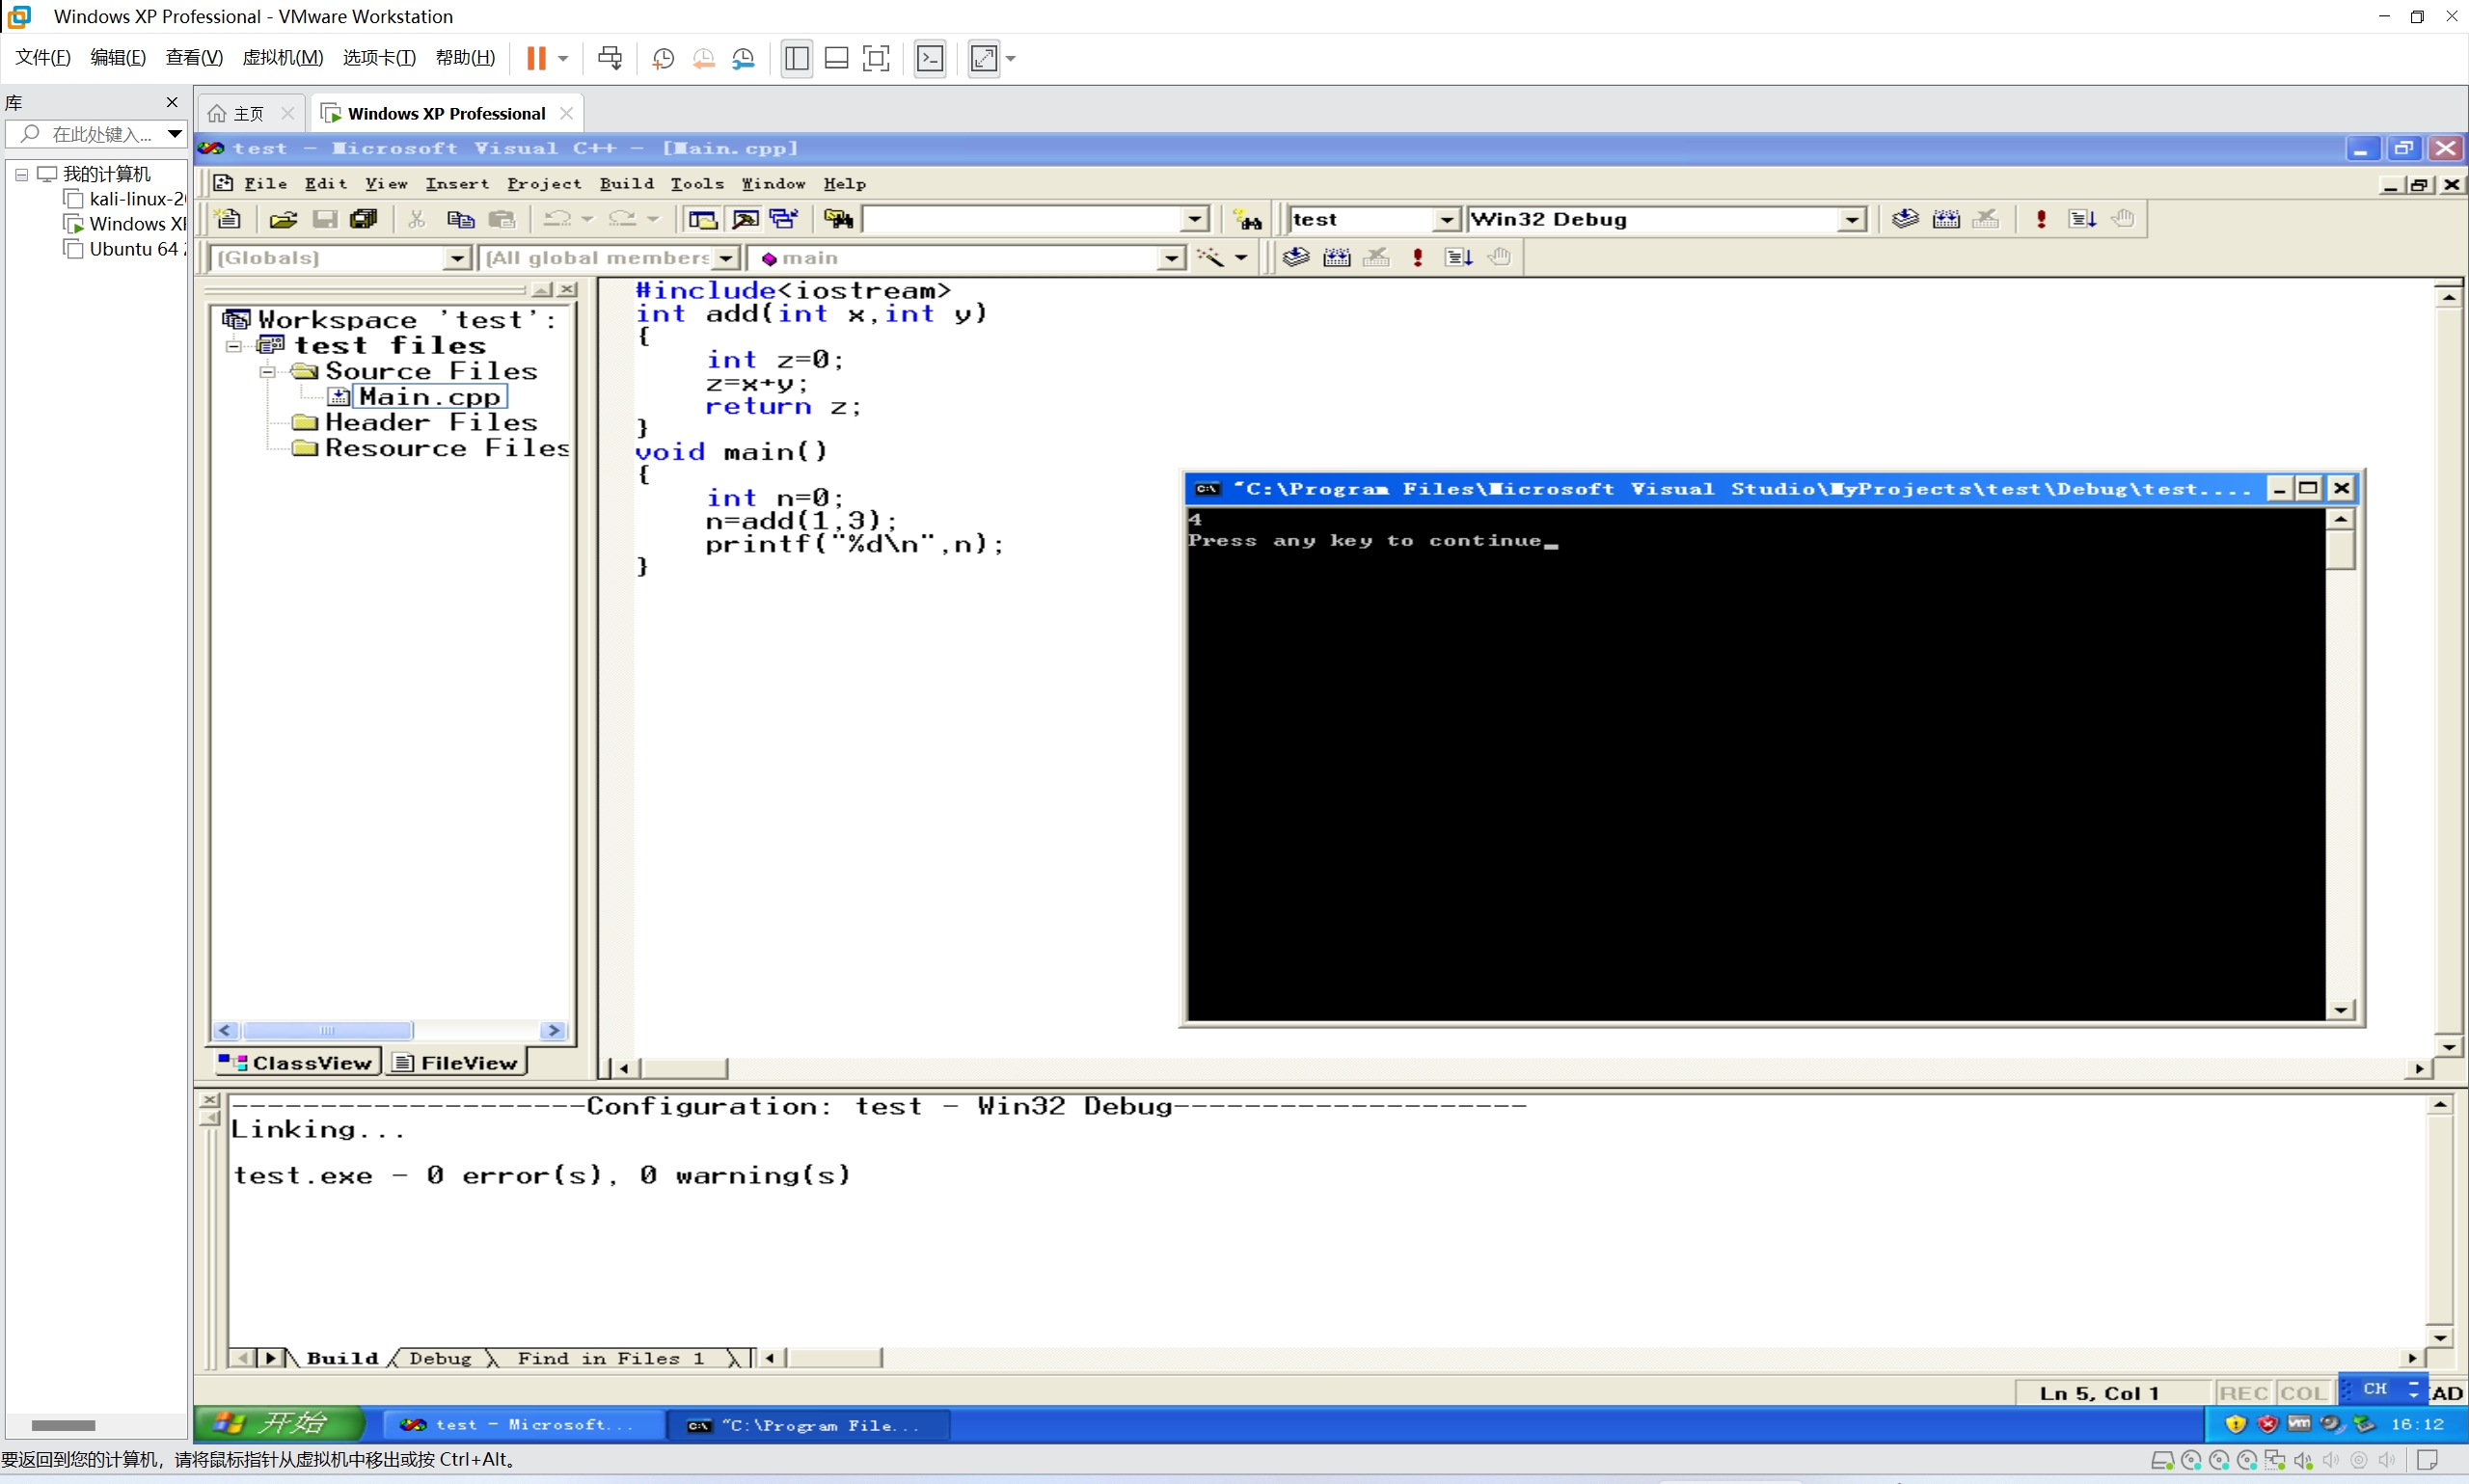 Windows XP Professional - VMware Workstation
文件(F) 编辑(E) 查看(V) 虚拟机(M) 选项卡(T) 帮助(H)
库
在此处键入...
我的计算机
kali-linux-2
Windows XP
Ubuntu 64
主页 Windows XP Professional
test - Microsoft Visual C++ - [Main.cpp]
File Edit View Insert Project Build Tools Window Help
test Win32 Debug
(Globals) (All global members main
Workspace 'test':
test files
Source Files
Main.cpp
Header Files
Resource Files
ClassView FileView
#include<iostream>
int add(int x,int y)
{
int z=0;
z=x+y;
return z;
}
void main()
{
int n=0;
n=add(1,3);
printf("%d\n",n);
}
"C:\Program Files\Microsoft Visual Studio\MyProjects\test\Debug\test....
4
Press any key to continue_
--------------------Configuration: test - Win32 Debug--------------------
Linking...
test.exe - 0 error(s), 0 warning(s)
Build Debug Find in Files 1
Ln 5, Col 1 REC COL CH AD
开始 test - Microsoft... "C:\Program File... 16:12
要返回到您的计算机，请将鼠标指针从虚拟机中移出或按 Ctrl+Alt。